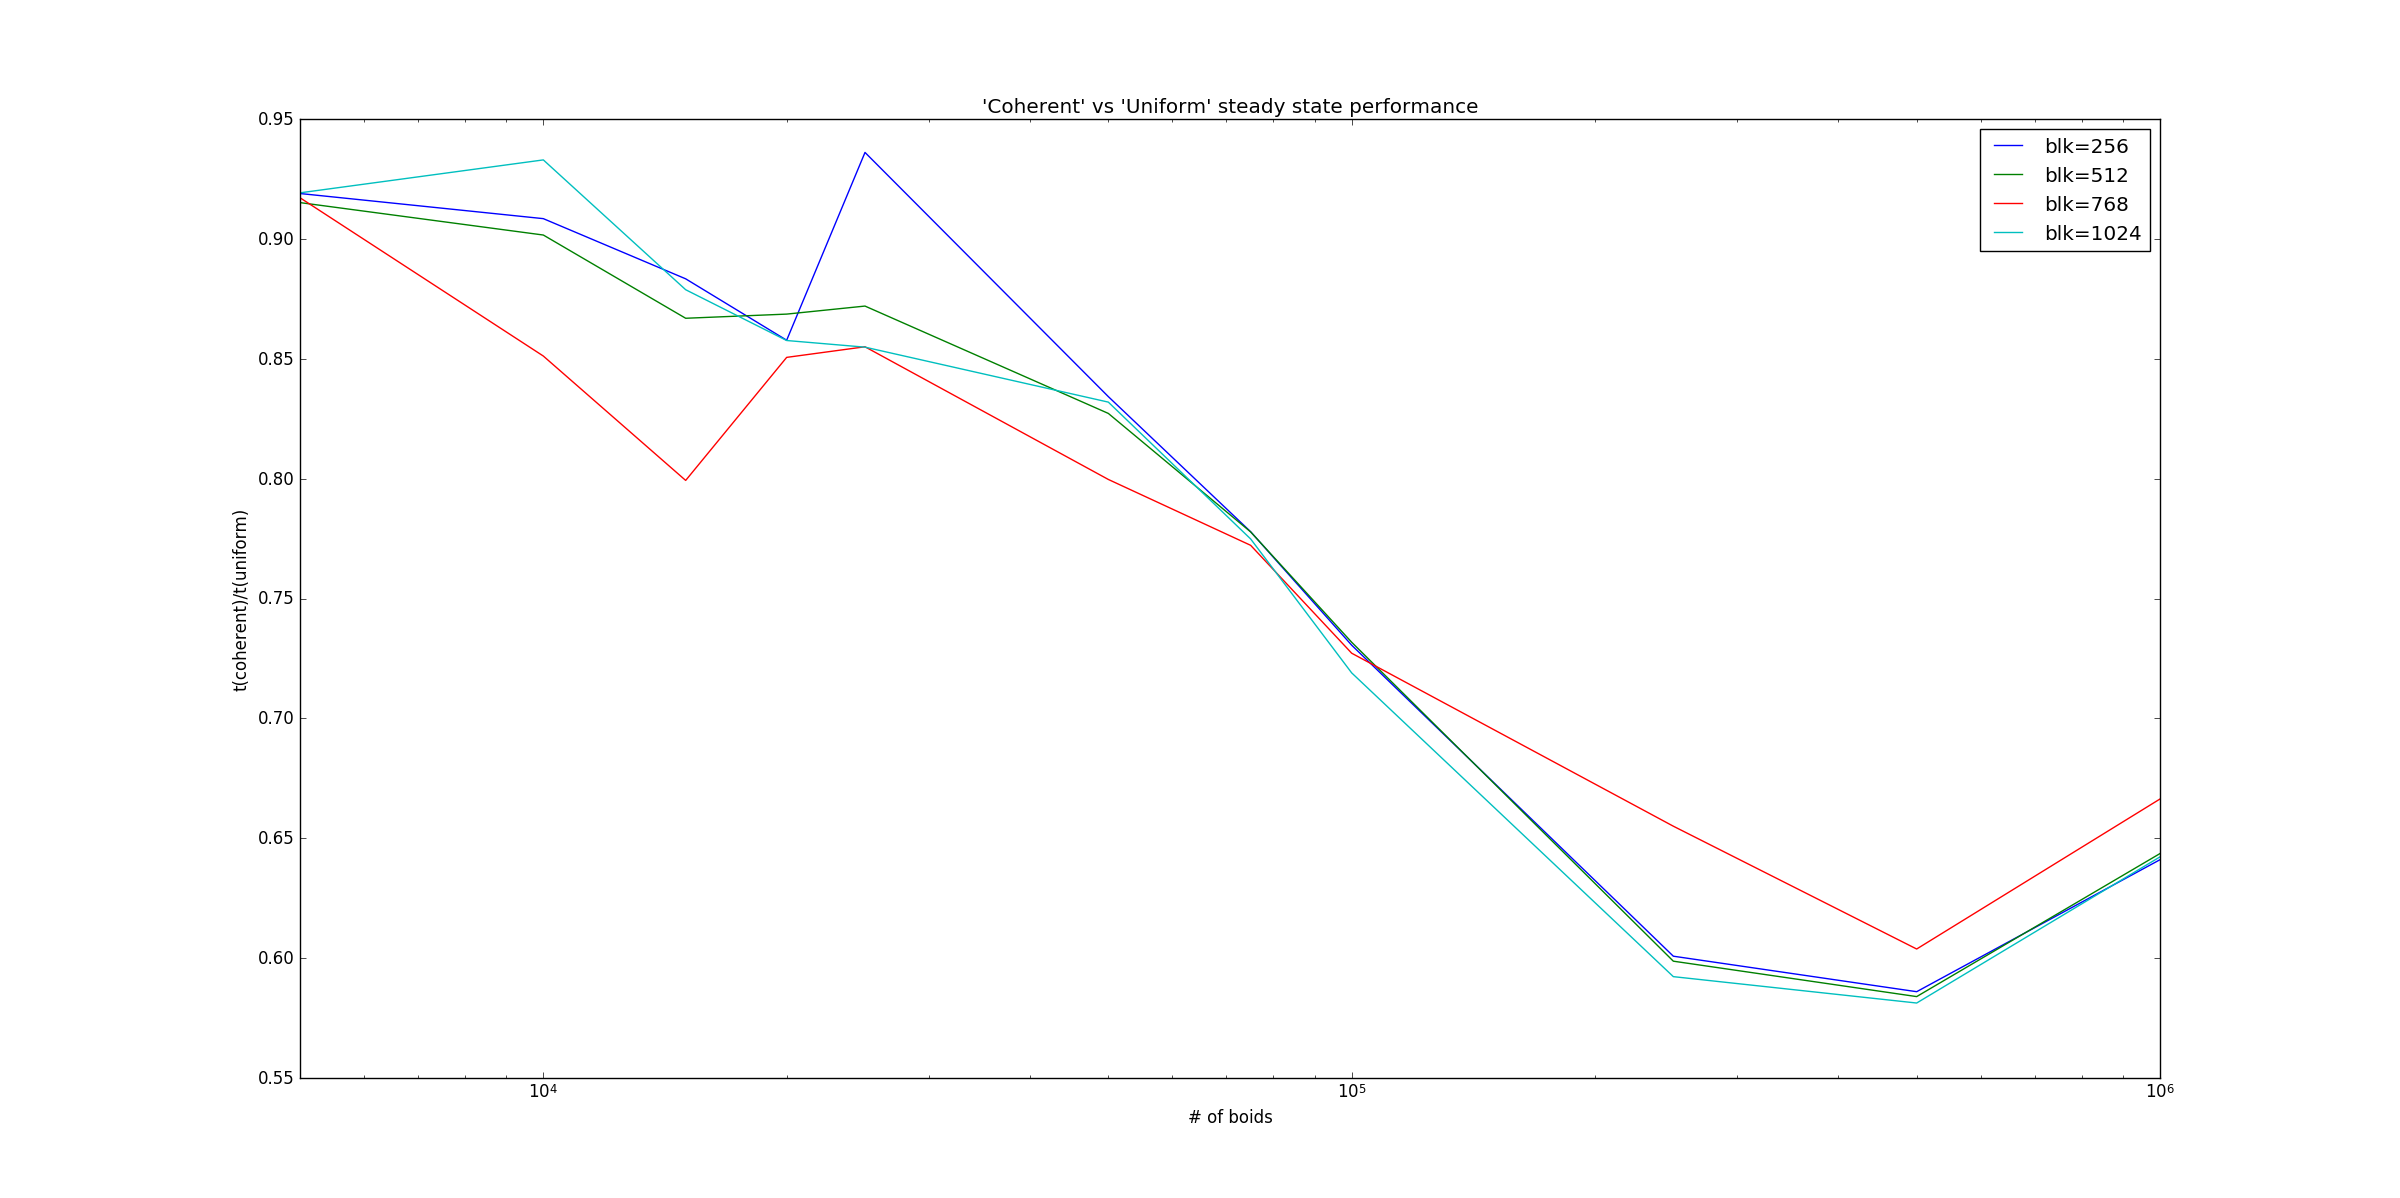 'Coherent' vs 'Uniform' steady state performance
0.95
0.90
0.85
0.80
0.75
0.70
0.65
0.60
0.55
t(coherent)/t(uniform)
blk=256
blk=512
blk=768
blk=1024
10⁴
10⁵
10⁶
# of boids